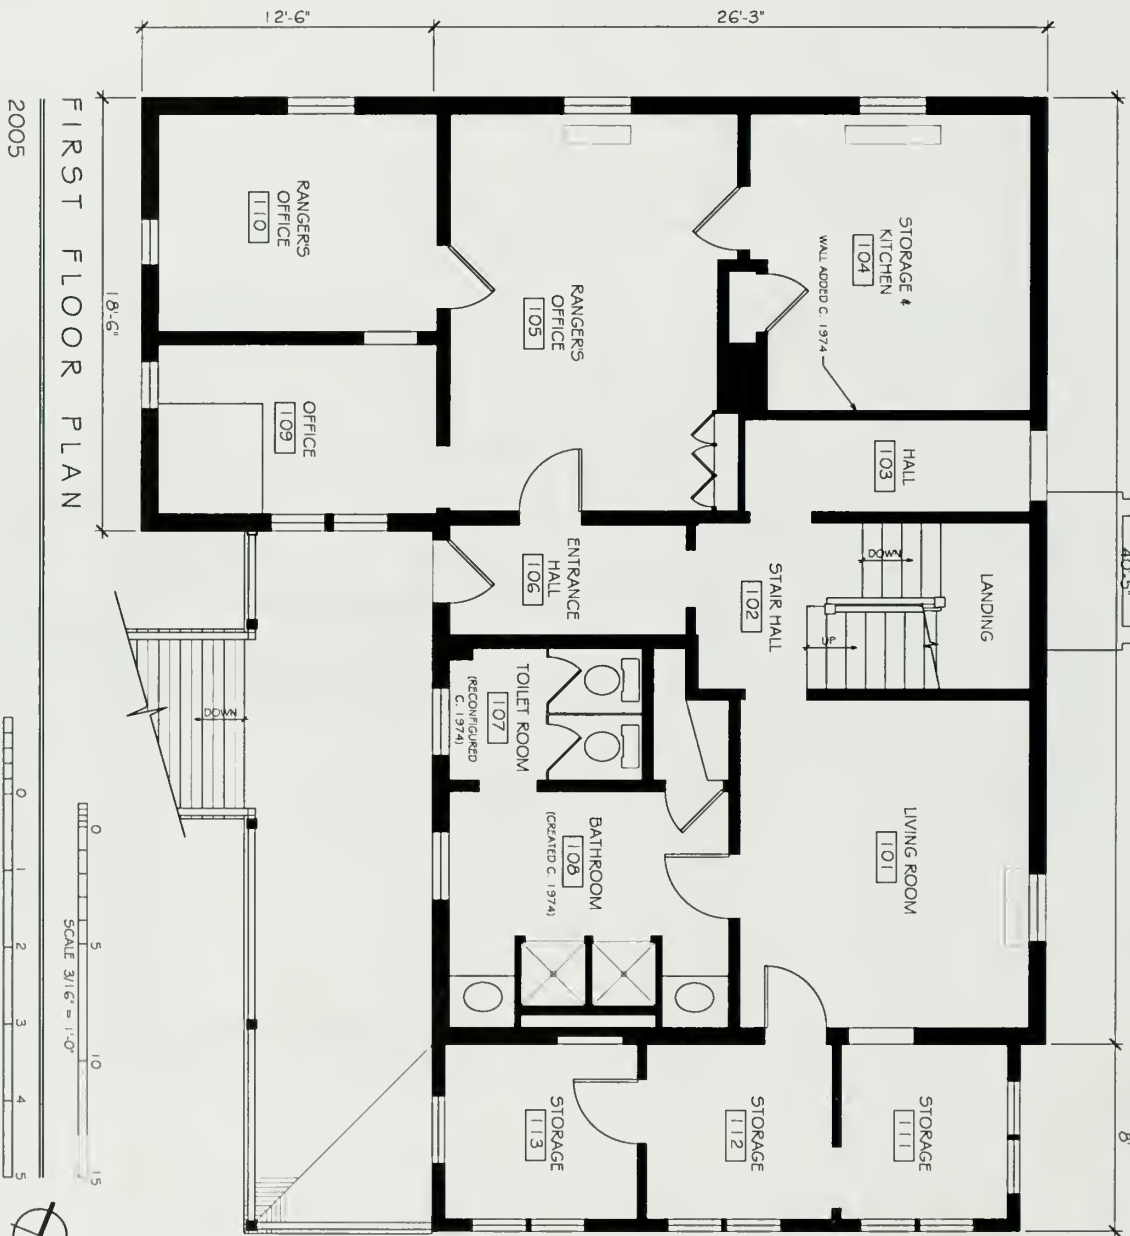 12'-6"
26'-3"
40'-5"
8'
18'-6"
STORAGE &
KITCHEN
104
WALL ADDED C. 1974
HALL
103
LANDING
DOWN
UP
STAIR HALL
102
LIVING ROOM
101
STORAGE
111
RANGER'S
OFFICE
105
ENTRANCE
HALL
106
TOILET ROOM
107
(RECONFIGURED
C. 1974)
BATHROOM
108
(CREATED C. 1974)
STORAGE
112
STORAGE
113
RANGER'S
OFFICE
110
OFFICE
109
DOWN
FIRST FLOOR PLAN
2005
0 5 10 15
SCALE 3/16" = 1'-0"
0 1 2 3 4 5